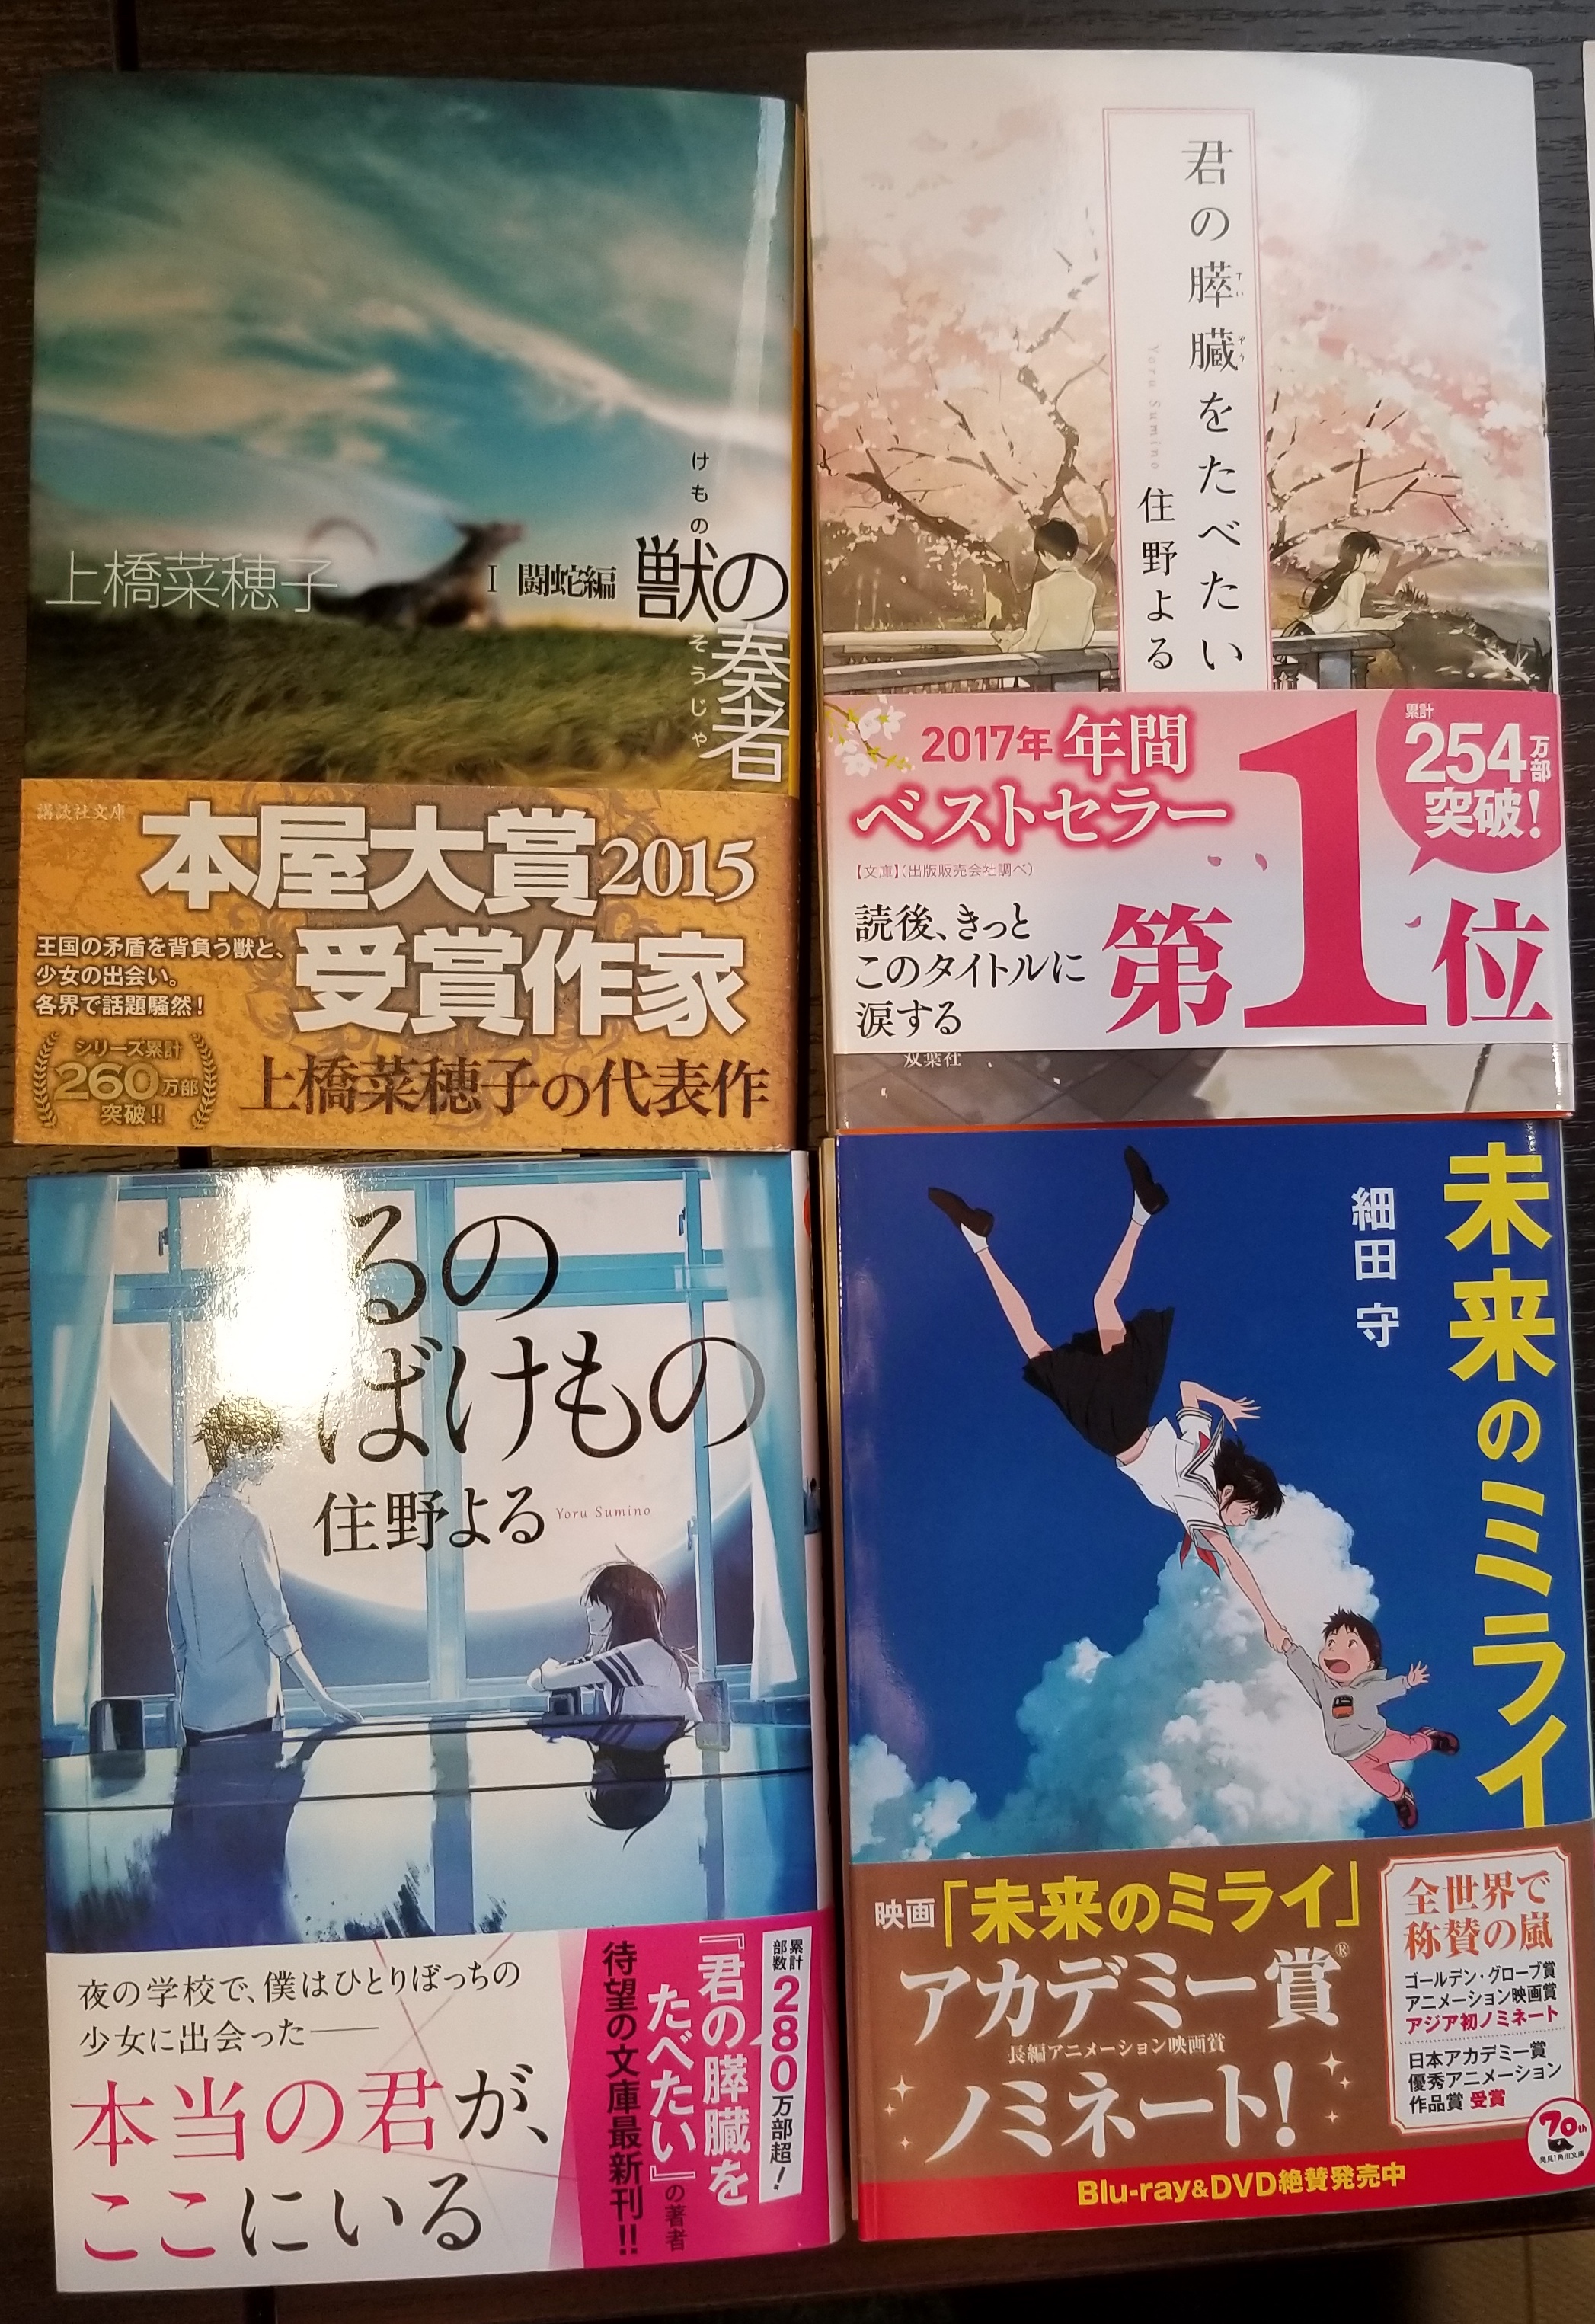 けもの
獣の
そうじゃ
奏者
I 闘蛇編
上橋菜穂子
講談社文庫
本屋大賞2015
受賞作家
王国の矛盾を背負う獣と、
少女の出会い。
各界で話題騒然!
シリーズ累計
260万部
突破!!
上橋菜穂子の代表作
君の膵臓をたべたい
すい
ぞう
Yoru Sumino
住野よる
2017年 年間
ベストセラー
【文庫】(出版販売会社調べ)
第1位
累計
254万部
突破!
読後、きっと
このタイトルに
涙する
双葉社
るの
ばけもの
住野よる Yoru Sumino
夜の学校で、僕はひとりぼっちの
少女に出会った――
本当の君が、
ここにいる
累計部数280万部超!
『君の膵臓を
たべたい』の著者
待望の文庫最新刊!!
未来のミライ
細田 守
映画「未来のミライ」
アカデミー賞®
長編アニメーション映画賞
ノミネート!
全世界で
称賛の嵐
ゴールデン・グローブ賞
アニメーション映画賞
アジア初ノミネート
日本アカデミー賞
優秀アニメーション
作品賞 受賞
Blu-ray&DVD絶賛発売中
70th
発見!角川文庫